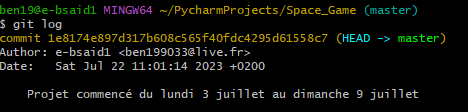 ben19@e-bsaid1 MINGW64 ~/PycharmProjects/Space_Game (master)
$ git log
commit 1e8174e897d317b608c565f40fdc4295d61558c7 (HEAD -> master)
Author: e-bsaid1 <ben199033@live.fr>
Date:   Sat Jul 22 11:01:14 2023 +0200
    Projet commencé du lundi 3 juillet au dimanche 9 juillet